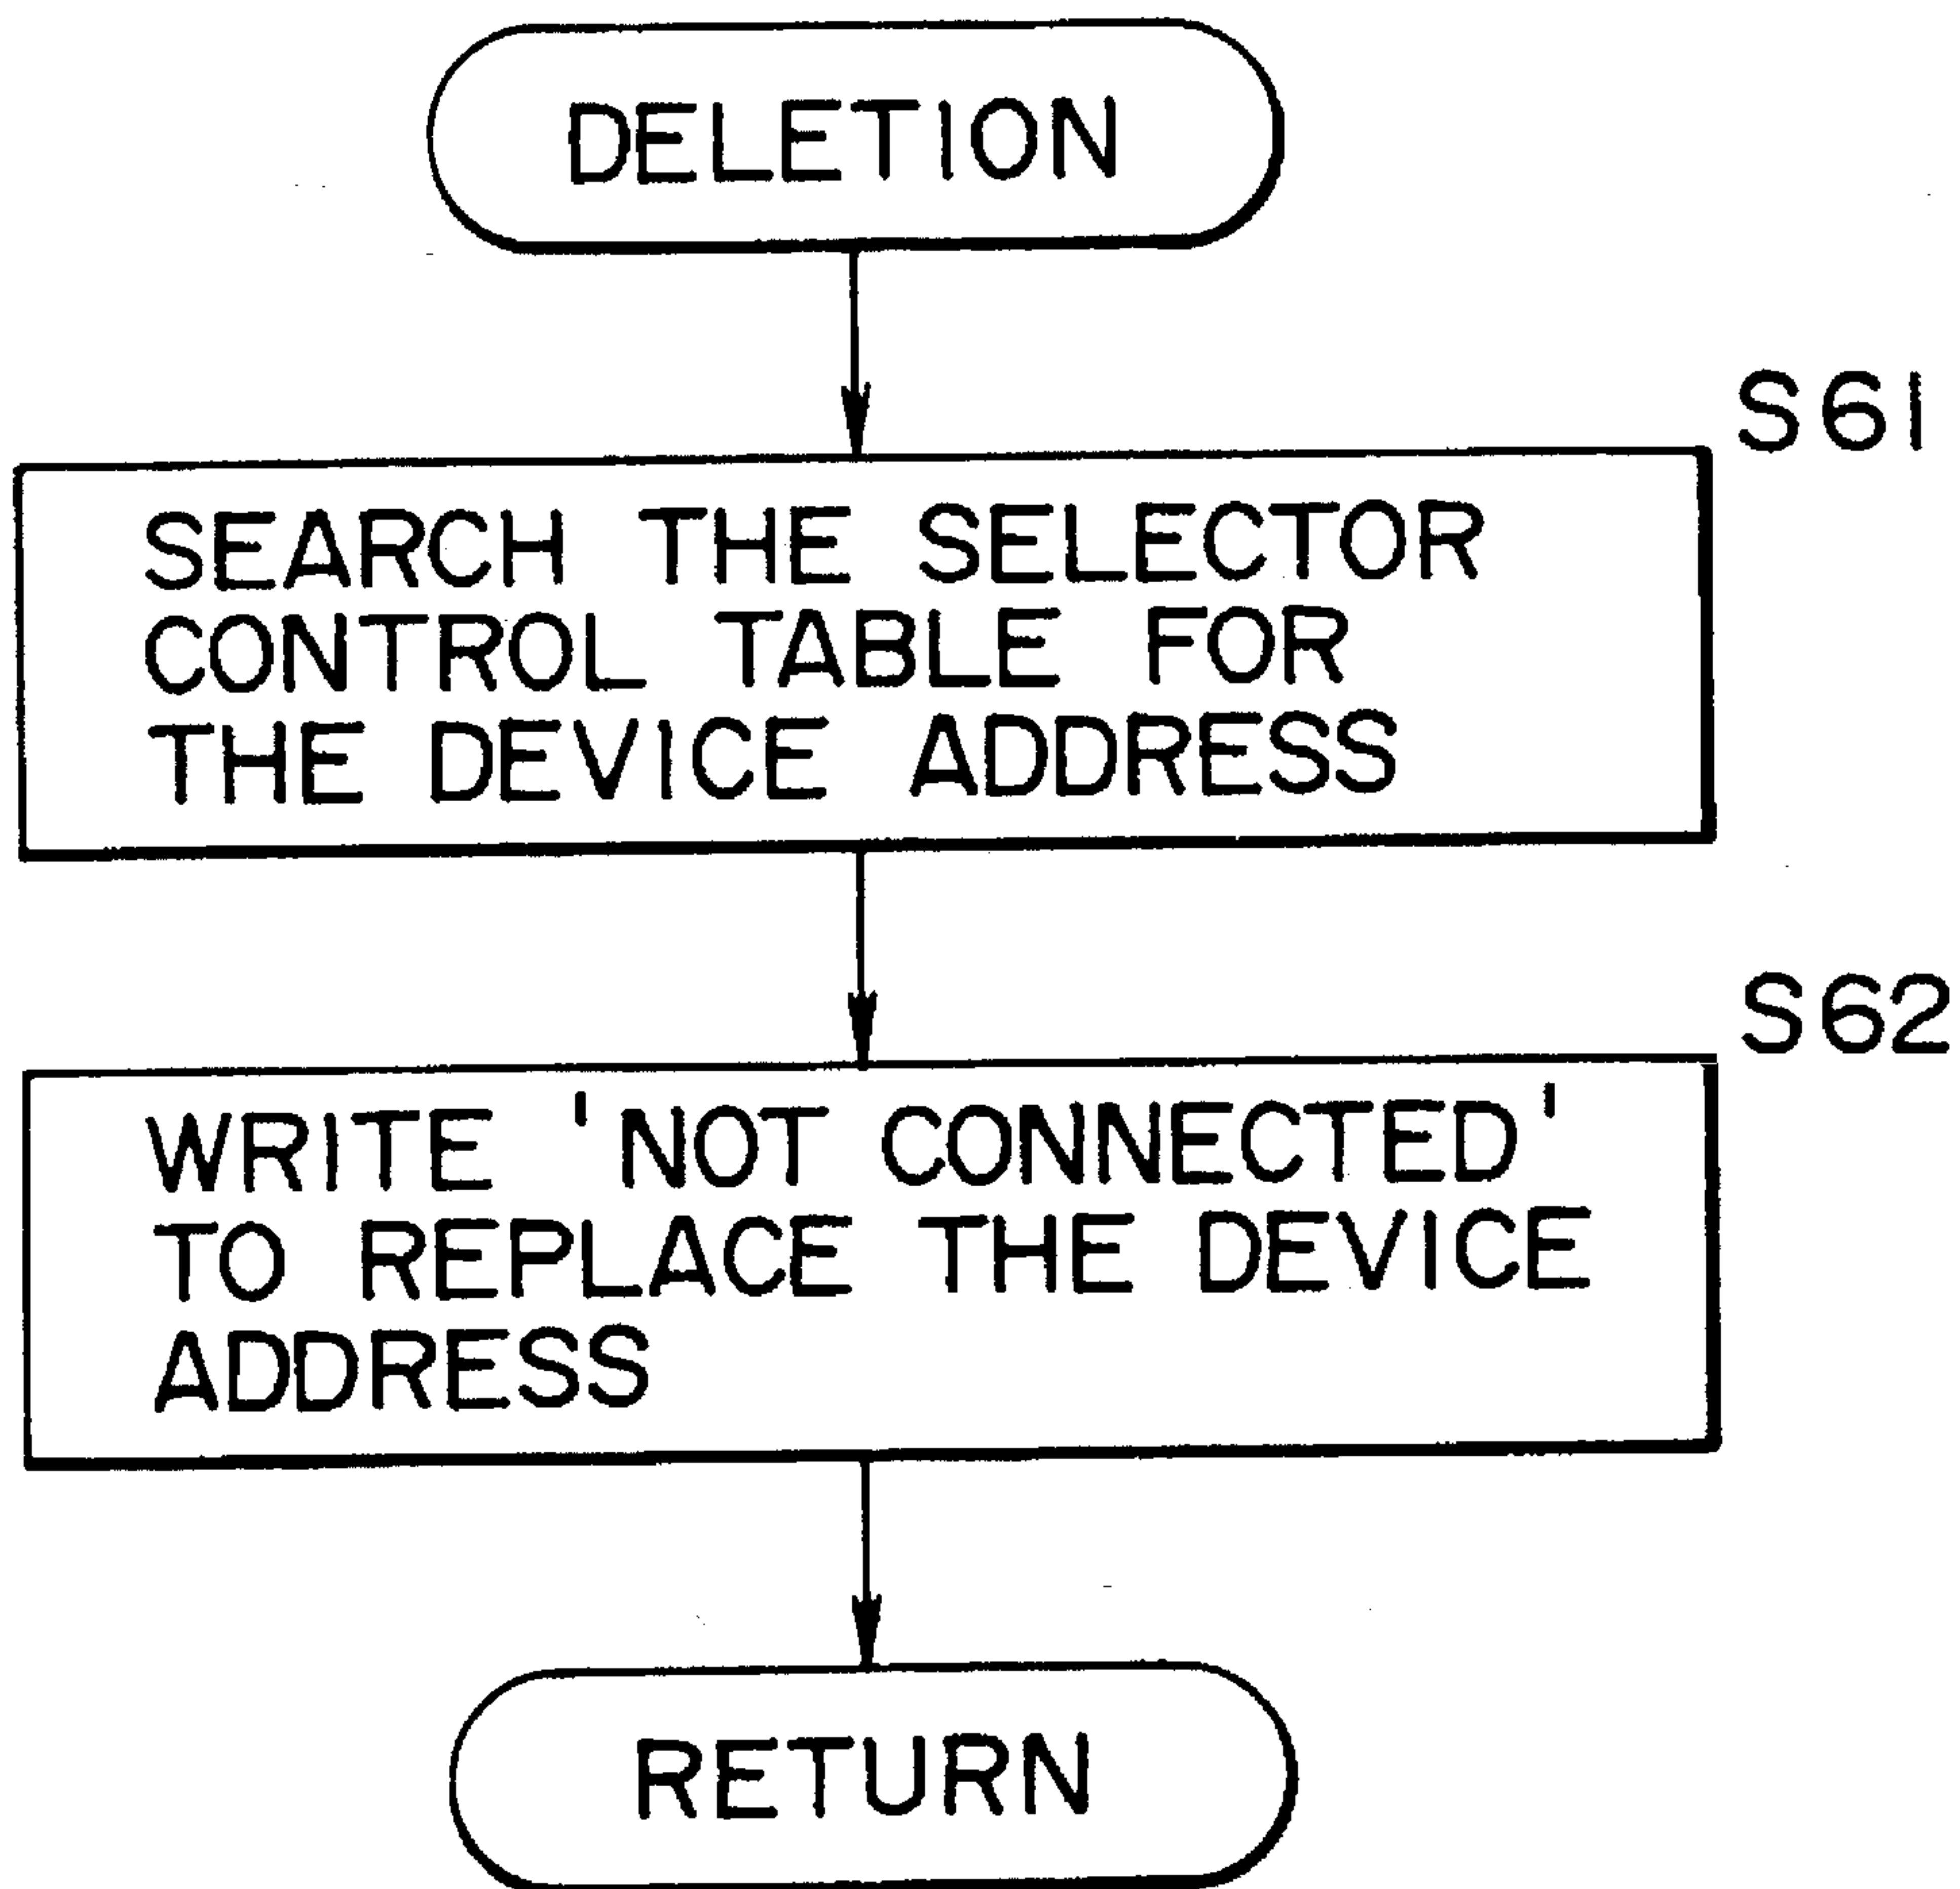 DELETION
S61
SEARCH THE SELECTOR
CONTROL TABLE FOR
THE DEVICE ADDRESS
S62
WRITE 'NOT CONNECTED'
TO REPLACE THE DEVICE
ADDRESS
RETURN